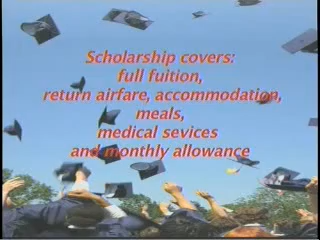 Scholarship covers:
full fuition,
return airfare, accommodation,
meals,
medical sevices
and monthly allowance